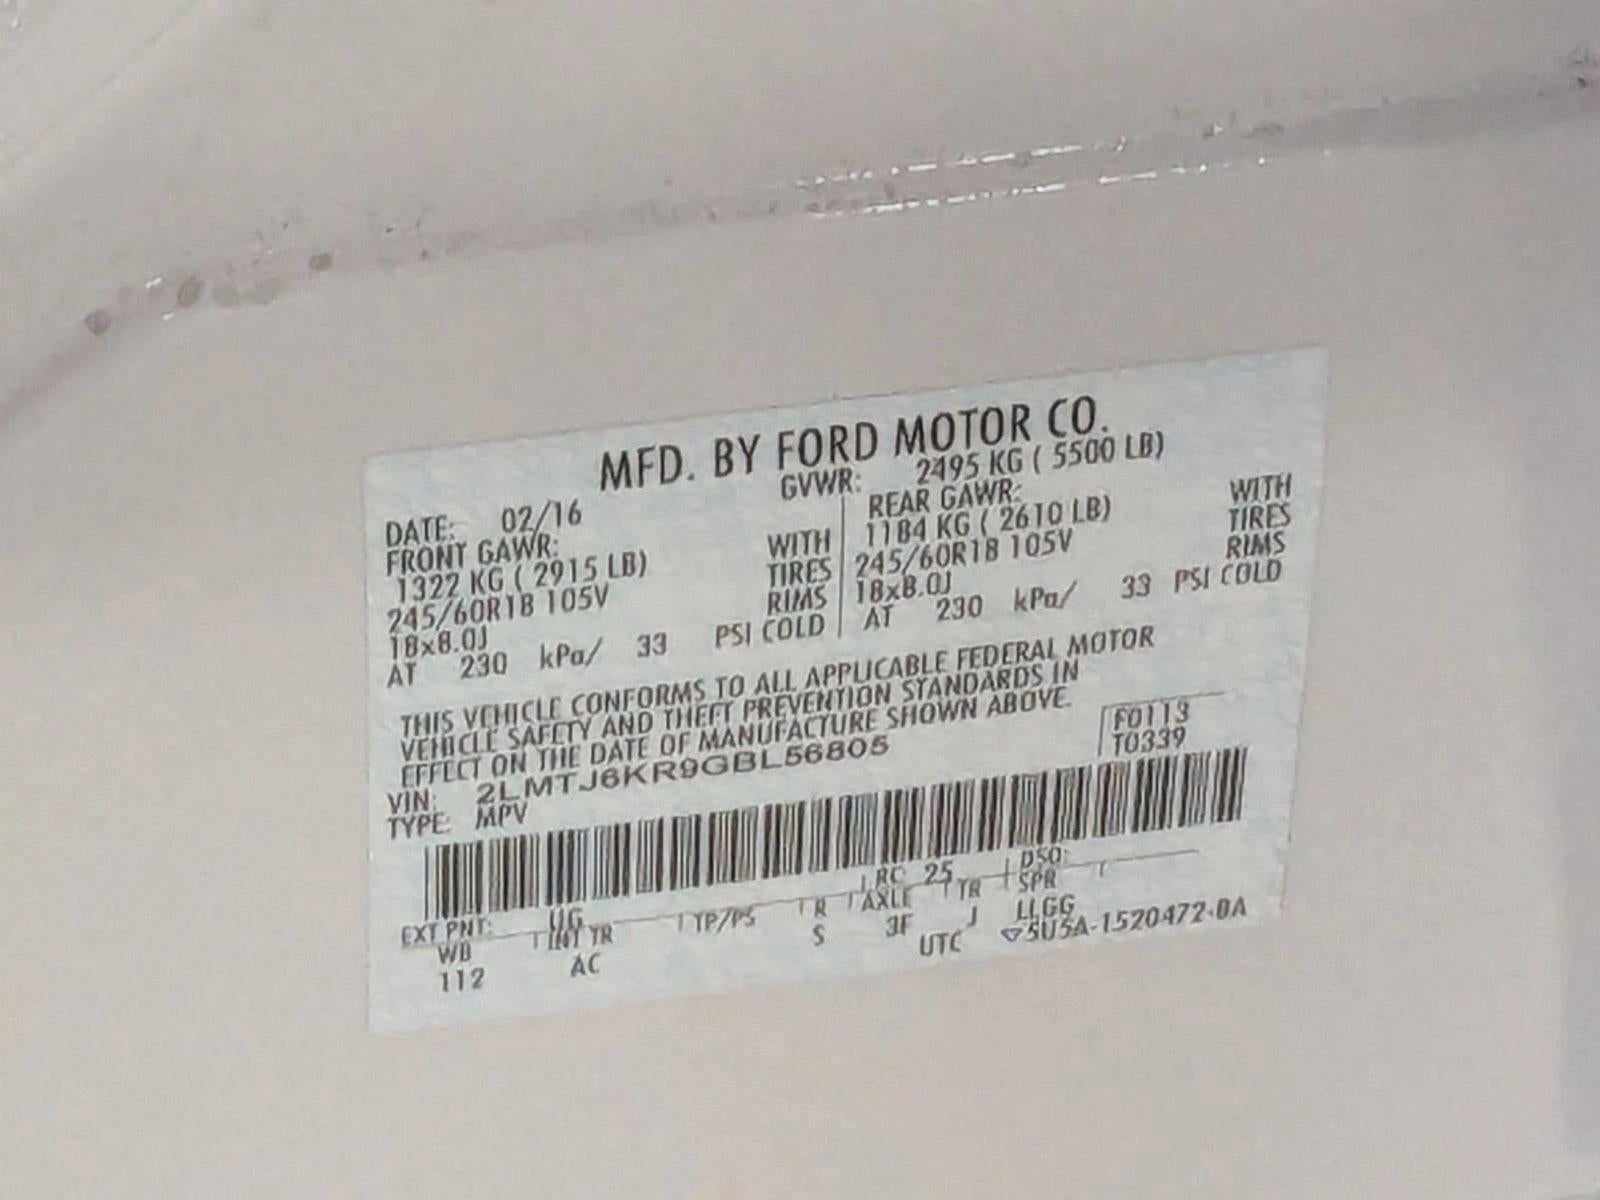 MFD. BY FORD MOTOR CO.
DATE: 02/16 GVWR: 2495 KG ( 5500 LB)
FRONT GAWR:
1322 KG ( 2915 LB) WITH
245/60R18 105V TIRES
18x8.0J RIMS
AT 230 kPa/ 33 PSI COLD
REAR GAWR:
1184 KG ( 2610 LB) WITH
245/60R18 105V TIRES
18x8.0J RIMS
AT 230 kPa/ 33 PSI COLD
THIS VEHICLE CONFORMS TO ALL APPLICABLE FEDERAL MOTOR
VEHICLE SAFETY AND THEFT PREVENTION STANDARDS IN
EFFECT ON THE DATE OF MANUFACTURE SHOWN ABOVE.
VIN: 2LMTJ6KR9GBL56805
TYPE: MPV
F0113
T0339
EXT PNT: UG RC: 25 DSO:
WB INT TR TP/PS R AXLE TR SPR
112 AC S 3F J LLGG
UTC ▽5U5A-1520472-BA